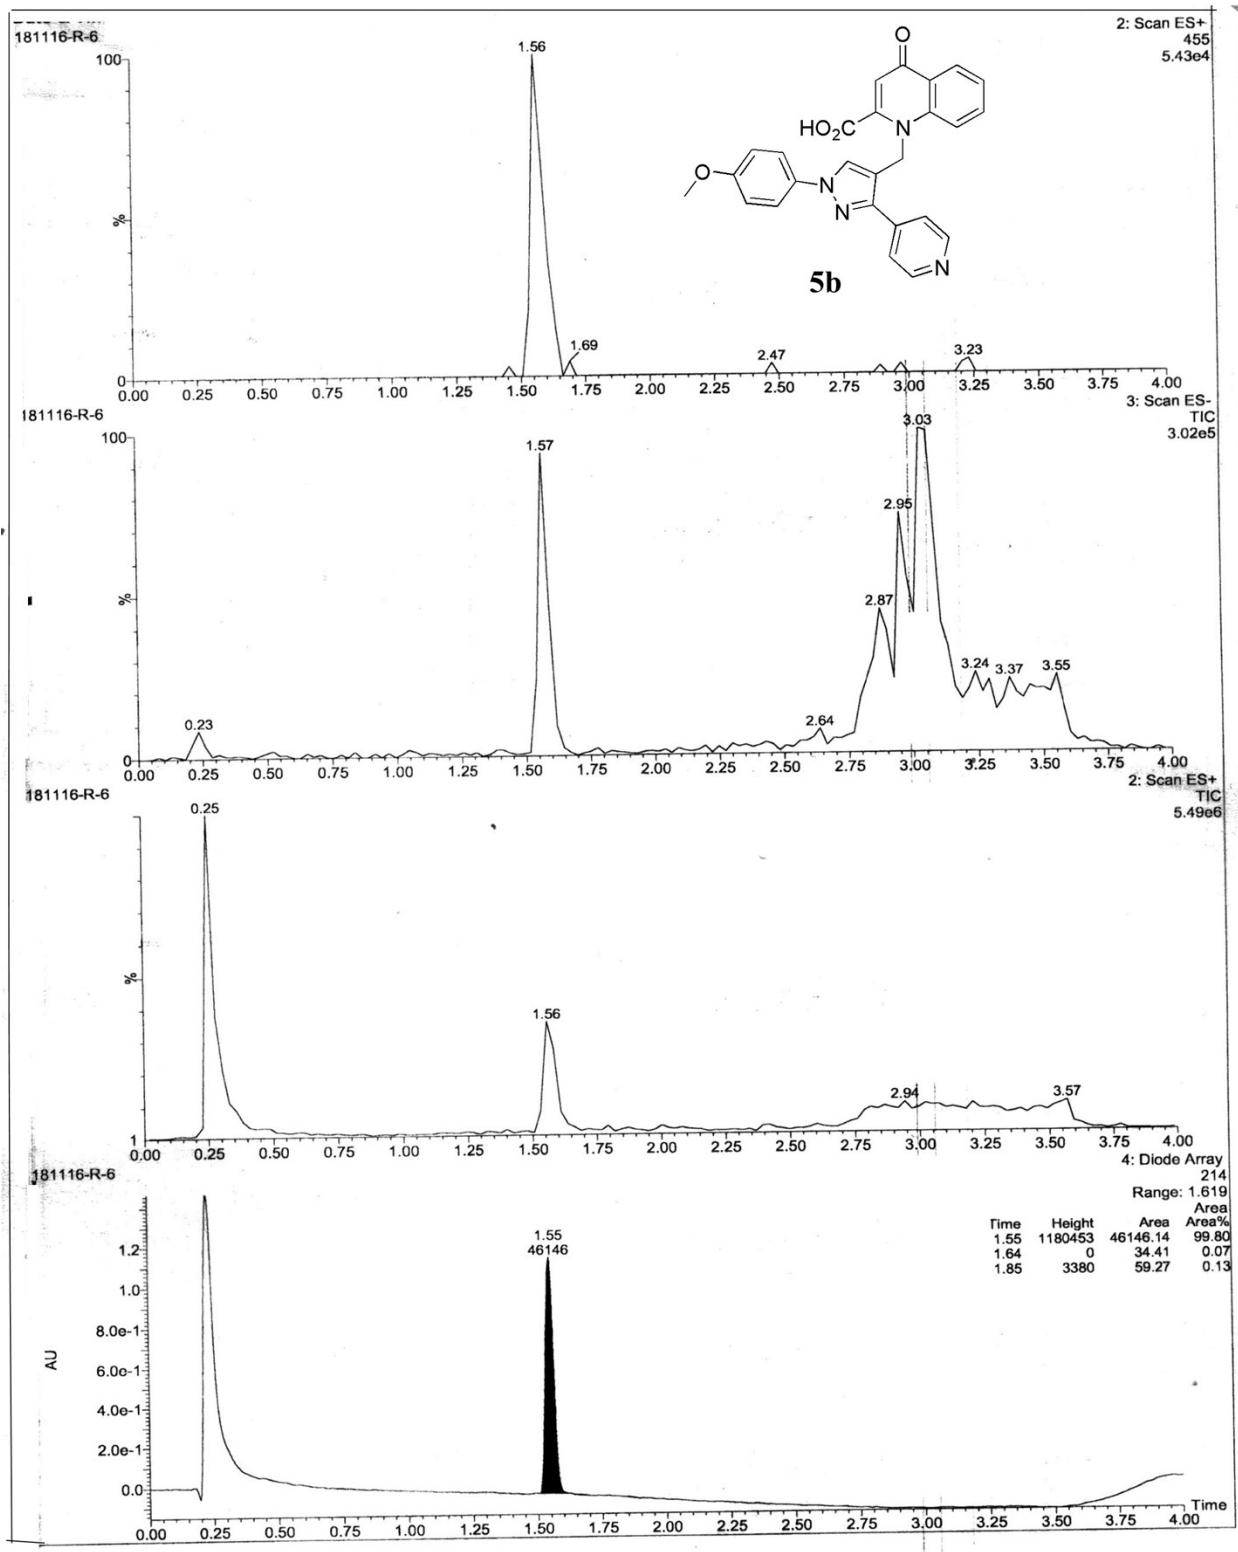 181116-R-6
2: Scan ES+
455
5.43e4
100
%
0
1.56
1.69
2.47
3.23
O
HO2C
N
O
N
N
N
5b
0.00 0.25 0.50 0.75 1.00 1.25 1.50 1.75 2.00 2.25 2.50 2.75 3.00 3.25 3.50 3.75 4.00
181116-R-6
3: Scan ES-
TIC
3.02e5
100
%
0
0.23
1.57
2.64
2.87
2.95
3.03
3.24
3.37
3.55
0.00 0.25 0.50 0.75 1.00 1.25 1.50 1.75 2.00 2.25 2.50 2.75 3.00 3.25 3.50 3.75 4.00
181116-R-6
2: Scan ES+
TIC
5.49e6
%
1
0.25
1.56
2.94
3.57
0.00 0.25 0.50 0.75 1.00 1.25 1.50 1.75 2.00 2.25 2.50 2.75 3.00 3.25 3.50 3.75 4.00
181116-R-6
4: Diode Array
214
Range: 1.619
Area
Time Height Area Area%
1.55 1180453 46146.14 99.80
1.64 0 34.41 0.07
1.85 3380 59.27 0.13
1.55
46146
AU
1.2
1.0
8.0e-1
6.0e-1
4.0e-1
2.0e-1
0.0
Time
0.00 0.25 0.50 0.75 1.00 1.25 1.50 1.75 2.00 2.25 2.50 2.75 3.00 3.25 3.50 3.75 4.00